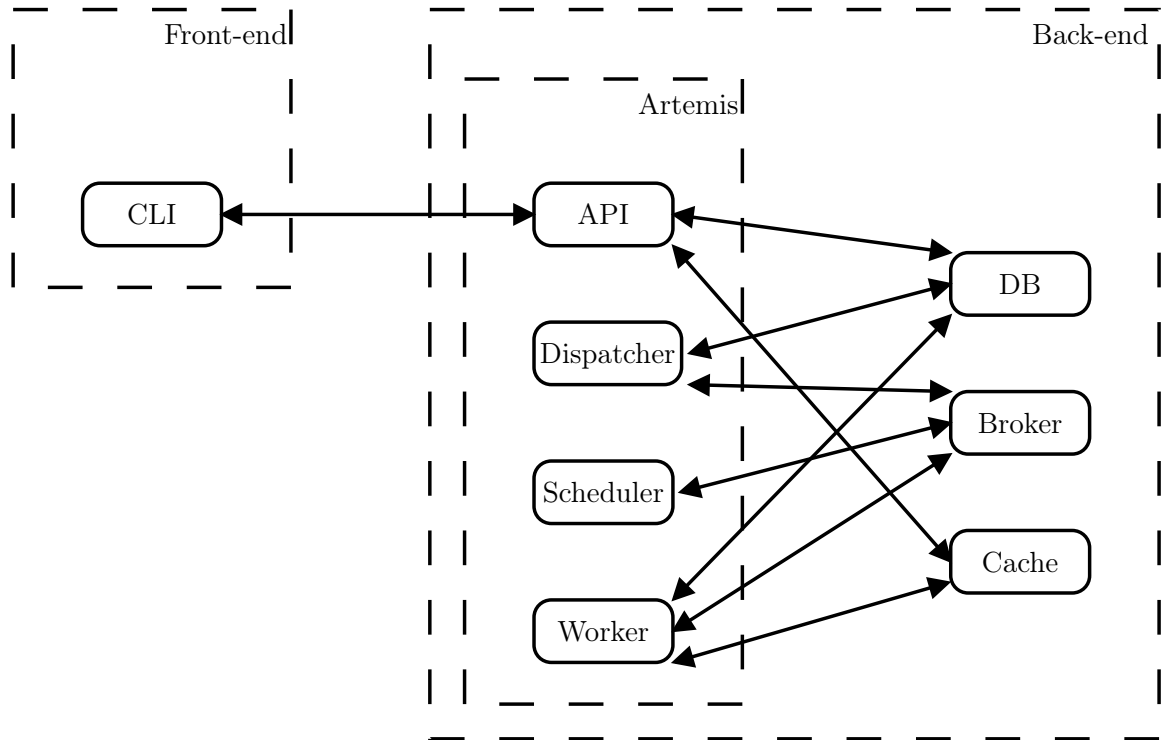 Front-end
Back-end
Artemis
CLI
API
DB
Dispatcher
Broker
Scheduler
Cache
Worker